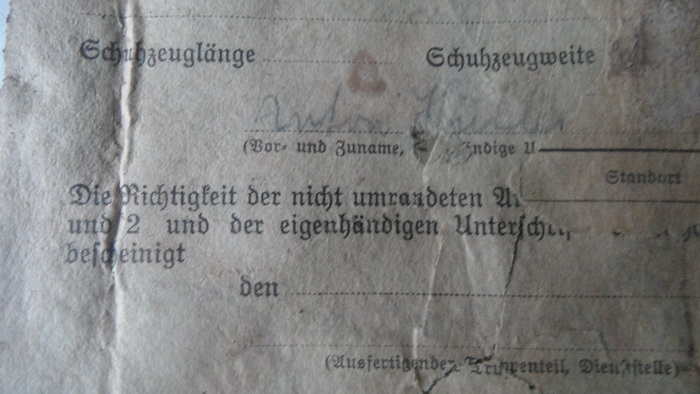 Schuhzeuglänge Schuhzeugweite
Anton
(Vor- und Zuname,
Standort
Die Richtigkeit der nicht umrandeten
und 2 und der eigenhändigen
bescheinigt
den
(Ausfertigender Truppenteil, Dienststelle)